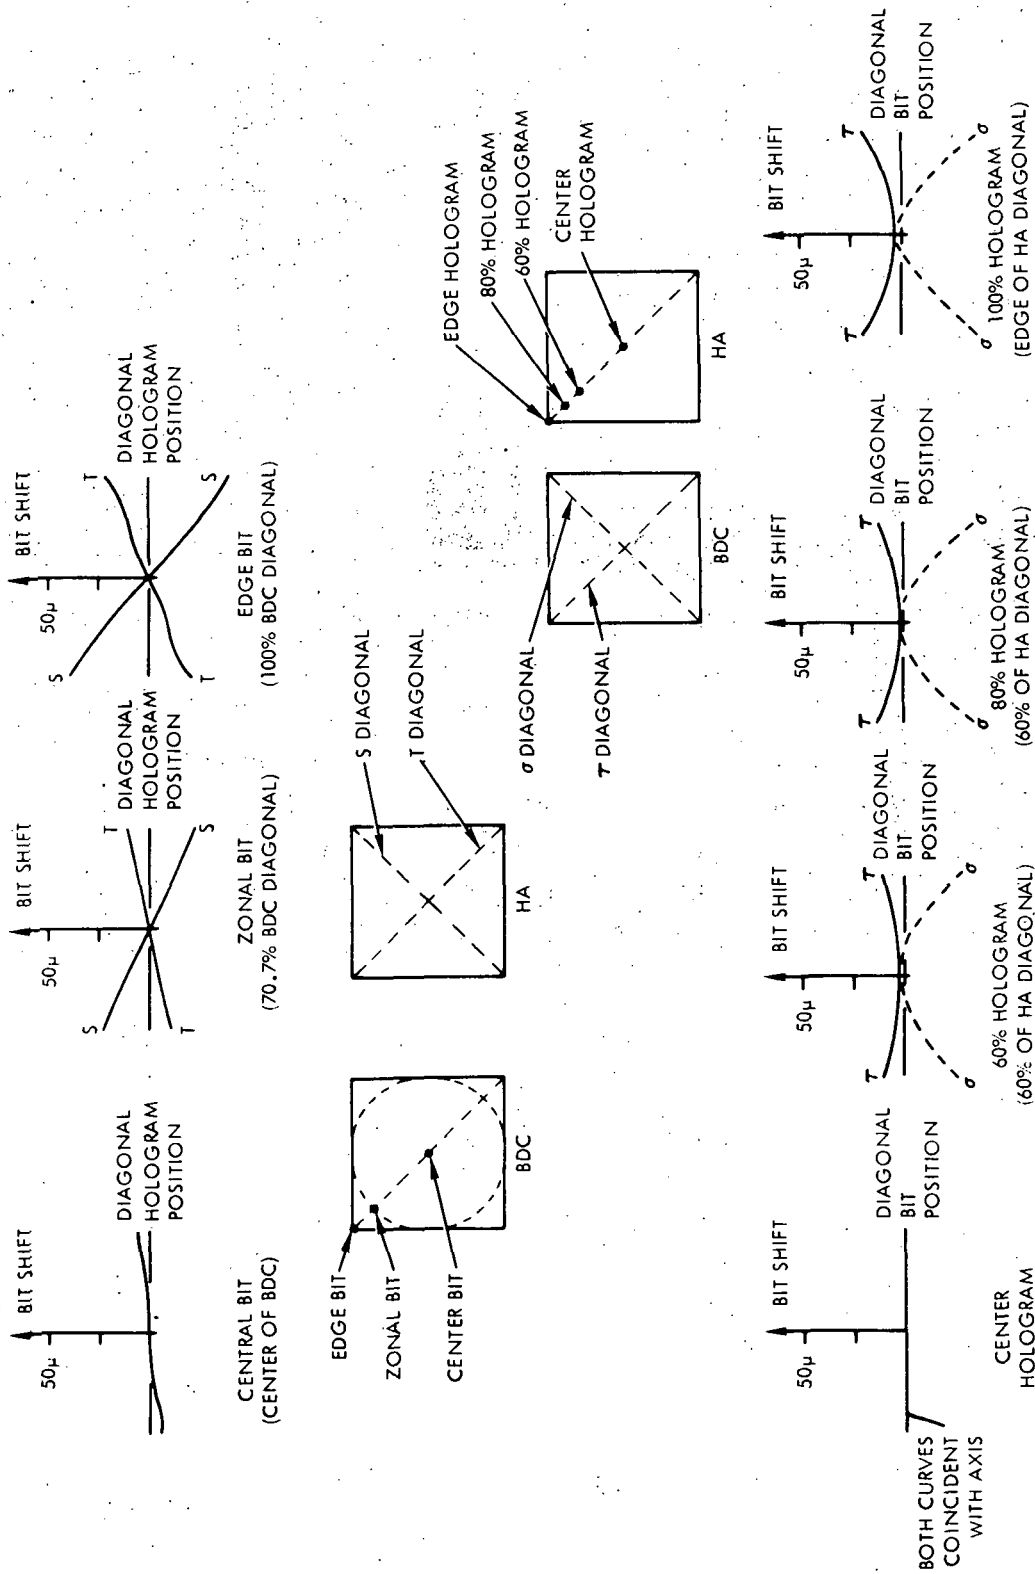 BIT SHIFT
50μ
DIAGONAL
HOLOGRAM
POSITION
CENTRAL BIT
(CENTER OF BDC)
BIT SHIFT
50μ
S
T
T
S
DIAGONAL
HOLOGRAM
POSITION
ZONAL BIT
(70.7% BDC DIAGONAL)
BIT SHIFT
50μ
S
T
T
S
DIAGONAL
HOLOGRAM
POSITION
EDGE BIT
(100% BDC DIAGONAL)
EDGE BIT
ZONAL BIT
CENTER BIT
BDC
S DIAGONAL
T DIAGONAL
HA
σ DIAGONAL
τ DIAGONAL
BDC
EDGE HOLOGRAM
80% HOLOGRAM
60% HOLOGRAM
CENTER
HOLOGRAM
HA
BIT SHIFT
50μ
DIAGONAL
BIT
POSITION
BOTH CURVES
COINCIDENT
WITH AXIS
CENTER
HOLOGRAM
BIT SHIFT
50μ
τ
τ
σ
σ
DIAGONAL
BIT
POSITION
60% HOLOGRAM
(60% OF HA DIAGONAL)
BIT SHIFT
50μ
τ
τ
σ
σ
DIAGONAL
BIT
POSITION
80% HOLOGRAM
(60% OF HA DIAGONAL)
BIT SHIFT
50μ
τ
τ
σ
σ
DIAGONAL
BIT
POSITION
100% HOLOGRAM
(EDGE OF HA DIAGONAL)